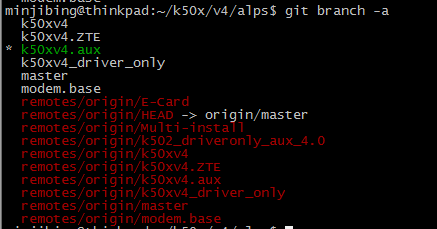 modem.base
minjibing@thinkpad:~/k50x/v4/alps$ git branch -a
k50xv4
k50xv4.ZTE
* k50xv4.aux
k50xv4_driver_only
master
modem.base
remotes/origin/E-Card
remotes/origin/HEAD -> origin/master
remotes/origin/Multi-install
remotes/origin/k502_driveronly_aux_4.0
remotes/origin/k50xv4
remotes/origin/k50xv4.ZTE
remotes/origin/k50xv4.aux
remotes/origin/k50xv4_driver_only
remotes/origin/master
remotes/origin/modem.base
minjibing@thinkpad:~/k50x/v4/alps$